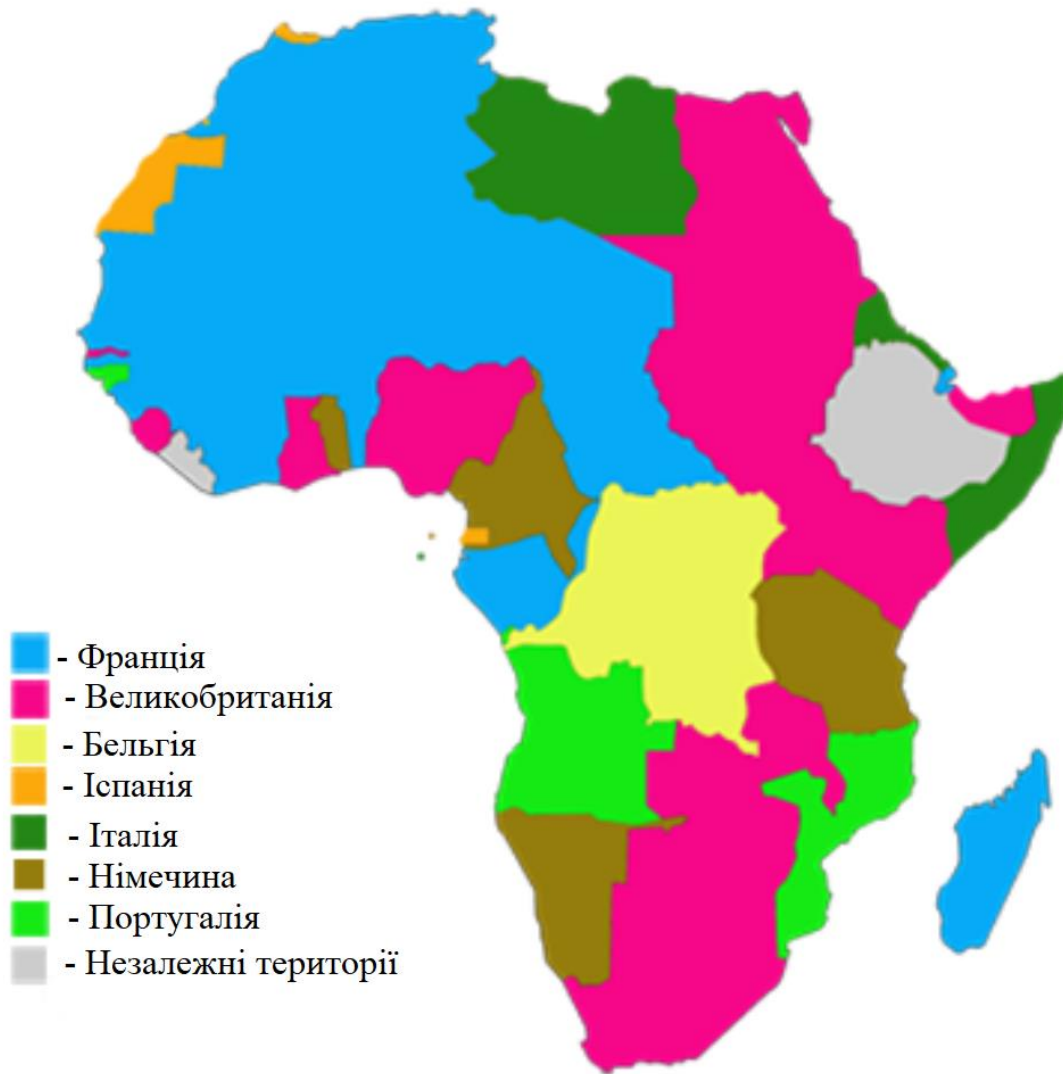 - Франція
- Великобританія
- Бельгія
- Іспанія
- Італія
- Німечина
- Португалія
- Незалежні території